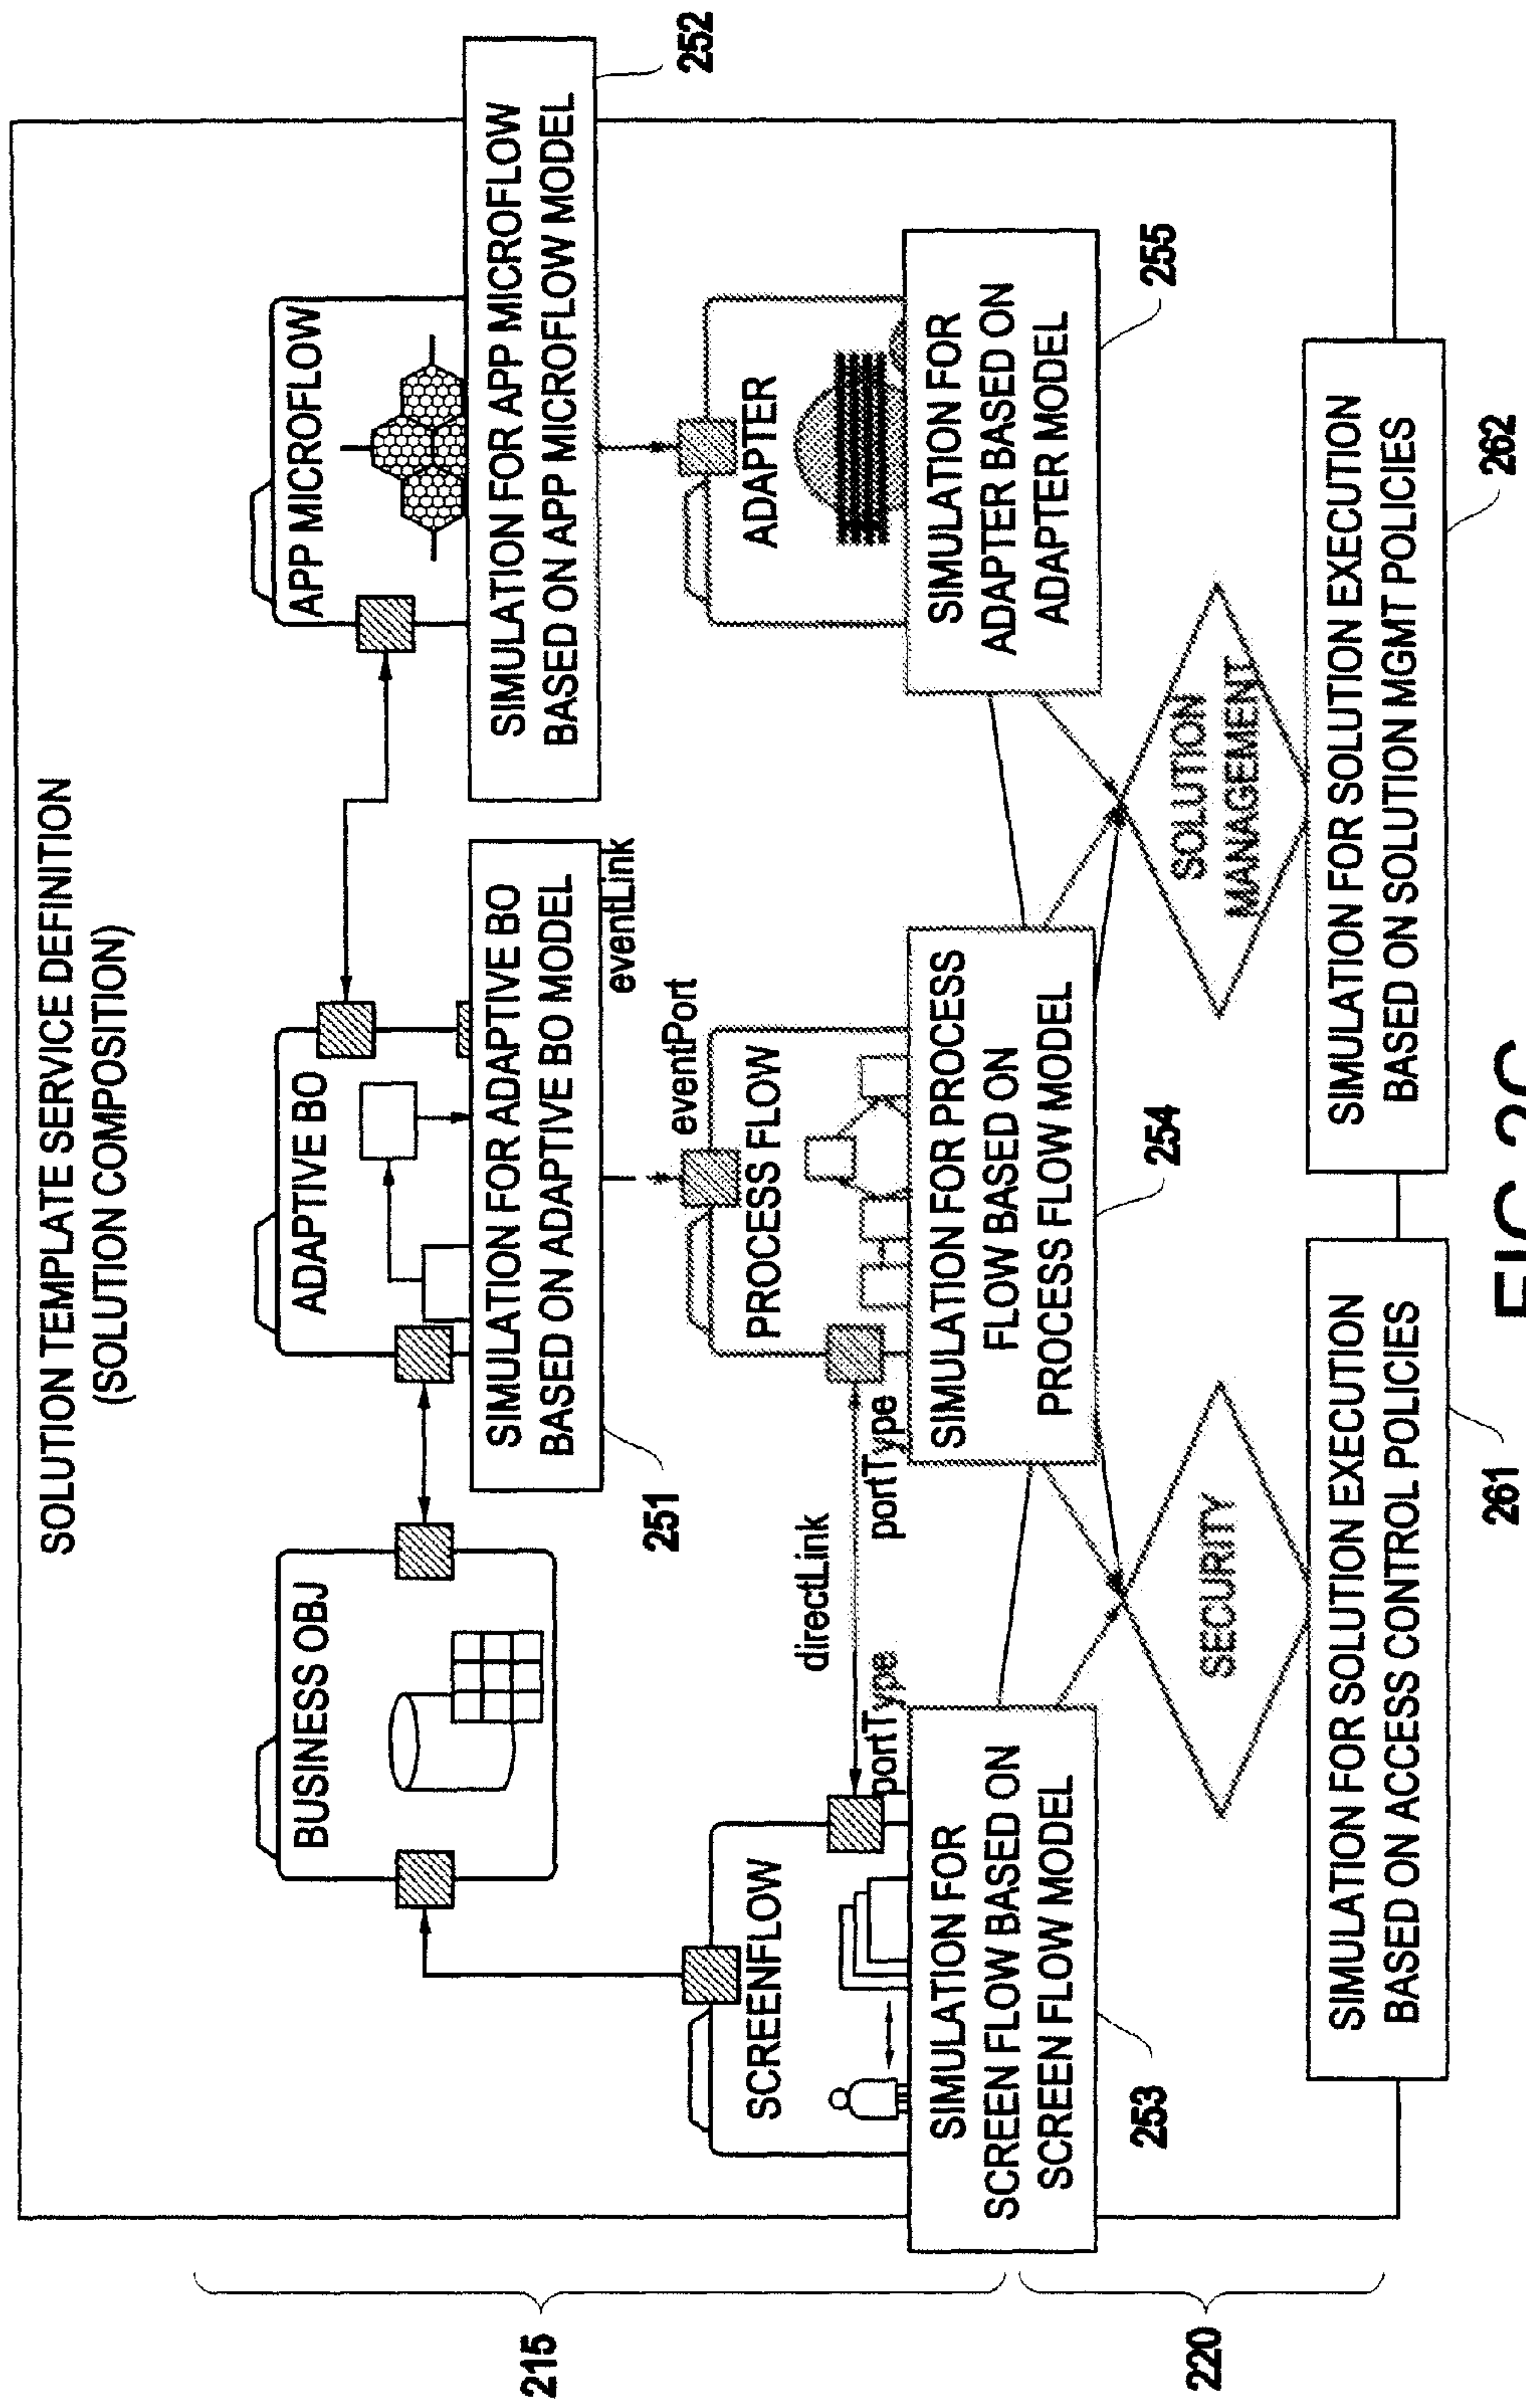 SOLUTION TEMPLATE SERVICE DEFINITION
(SOLUTION COMPOSITION)
215
BUSINESS OBJ
ADAPTIVE BO
APP MICROFLOW
SIMULATION FOR ADAPTIVE BO
BASED ON ADAPTIVE BO MODEL
251
eventLink
SIMULATION FOR APP MICROFLOW
BASED ON APP MICROFLOW MODEL
252
eventPort
SCREENFLOW
directLink
portType
portType
PROCESS FLOW
ADAPTER
SIMULATION FOR
SCREEN FLOW BASED ON
SCREEN FLOW MODEL
253
SIMULATION FOR PROCESS
FLOW BASED ON
PROCESS FLOW MODEL
254
SIMULATION FOR
ADAPTER BASED ON
ADAPTER MODEL
255
220
SECURITY
SOLUTION
MANAGEMENT
SIMULATION FOR SOLUTION EXECUTION
BASED ON ACCESS CONTROL POLICIES
261
SIMULATION FOR SOLUTION EXECUTION
BASED ON SOLUTION MGMT POLICIES
262